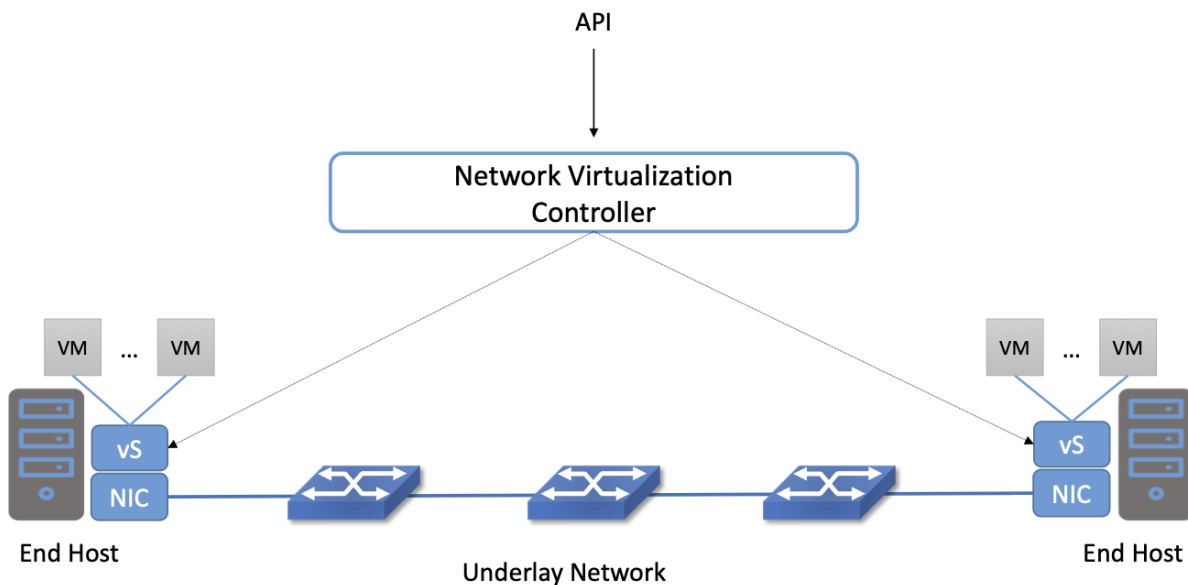 API
Network Virtualization
Controller
VM ... VM
VM ... VM
vS
vS
NIC
NIC
End Host
End Host
Underlay Network